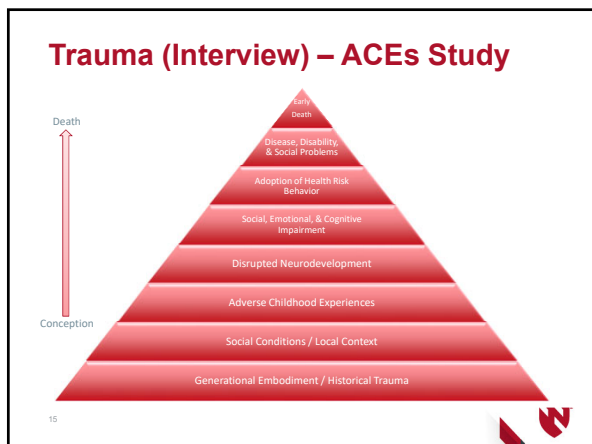 Trauma (Interview) – ACEs Study
Death
Conception
Early
Death
Disease, Disability,
& Social Problems
Adoption of Health Risk
Behavior
Social, Emotional, & Cognitive
Impairment
Disrupted Neurodevelopment
Adverse Childhood Experiences
Social Conditions / Local Context
Generational Embodiment / Historical Trauma
15
N